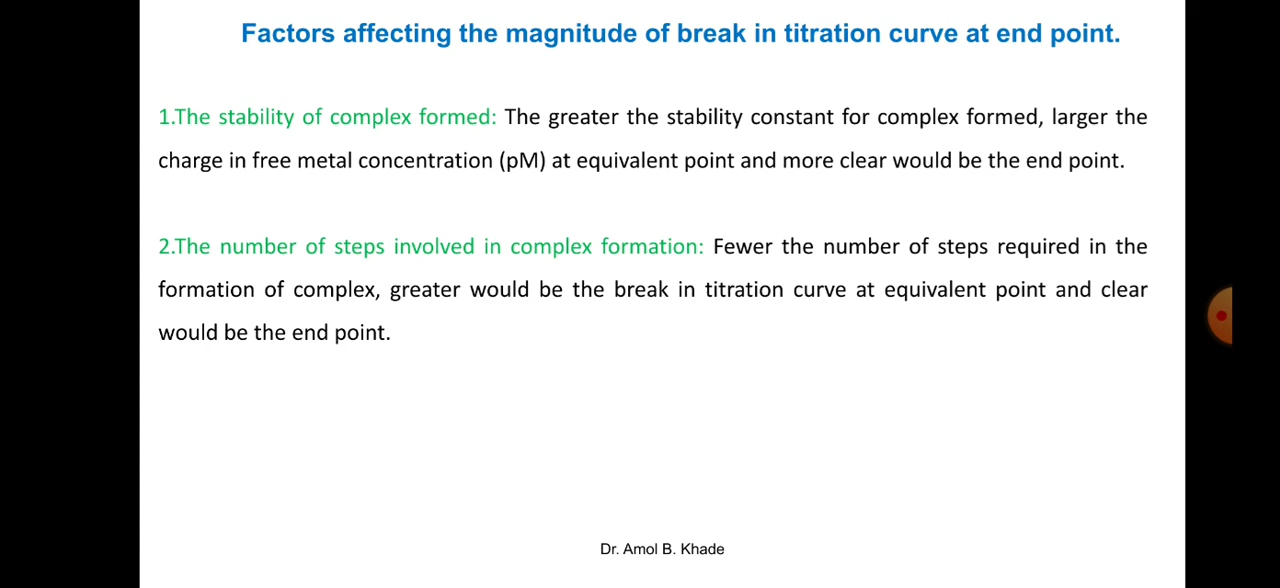 Factors affecting the magnitude of break in titration curve at end point.
1.The stability of complex formed: The greater the stability constant for complex formed, larger the
charge in free metal concentration (pM) at equivalent point and more clear would be the end point.
2.The number of steps involved in complex formation: Fewer the number of steps required in the
formation of complex, greater would be the break in titration curve at equivalent point and clear
would be the end point.
Dr. Amol B. Khade